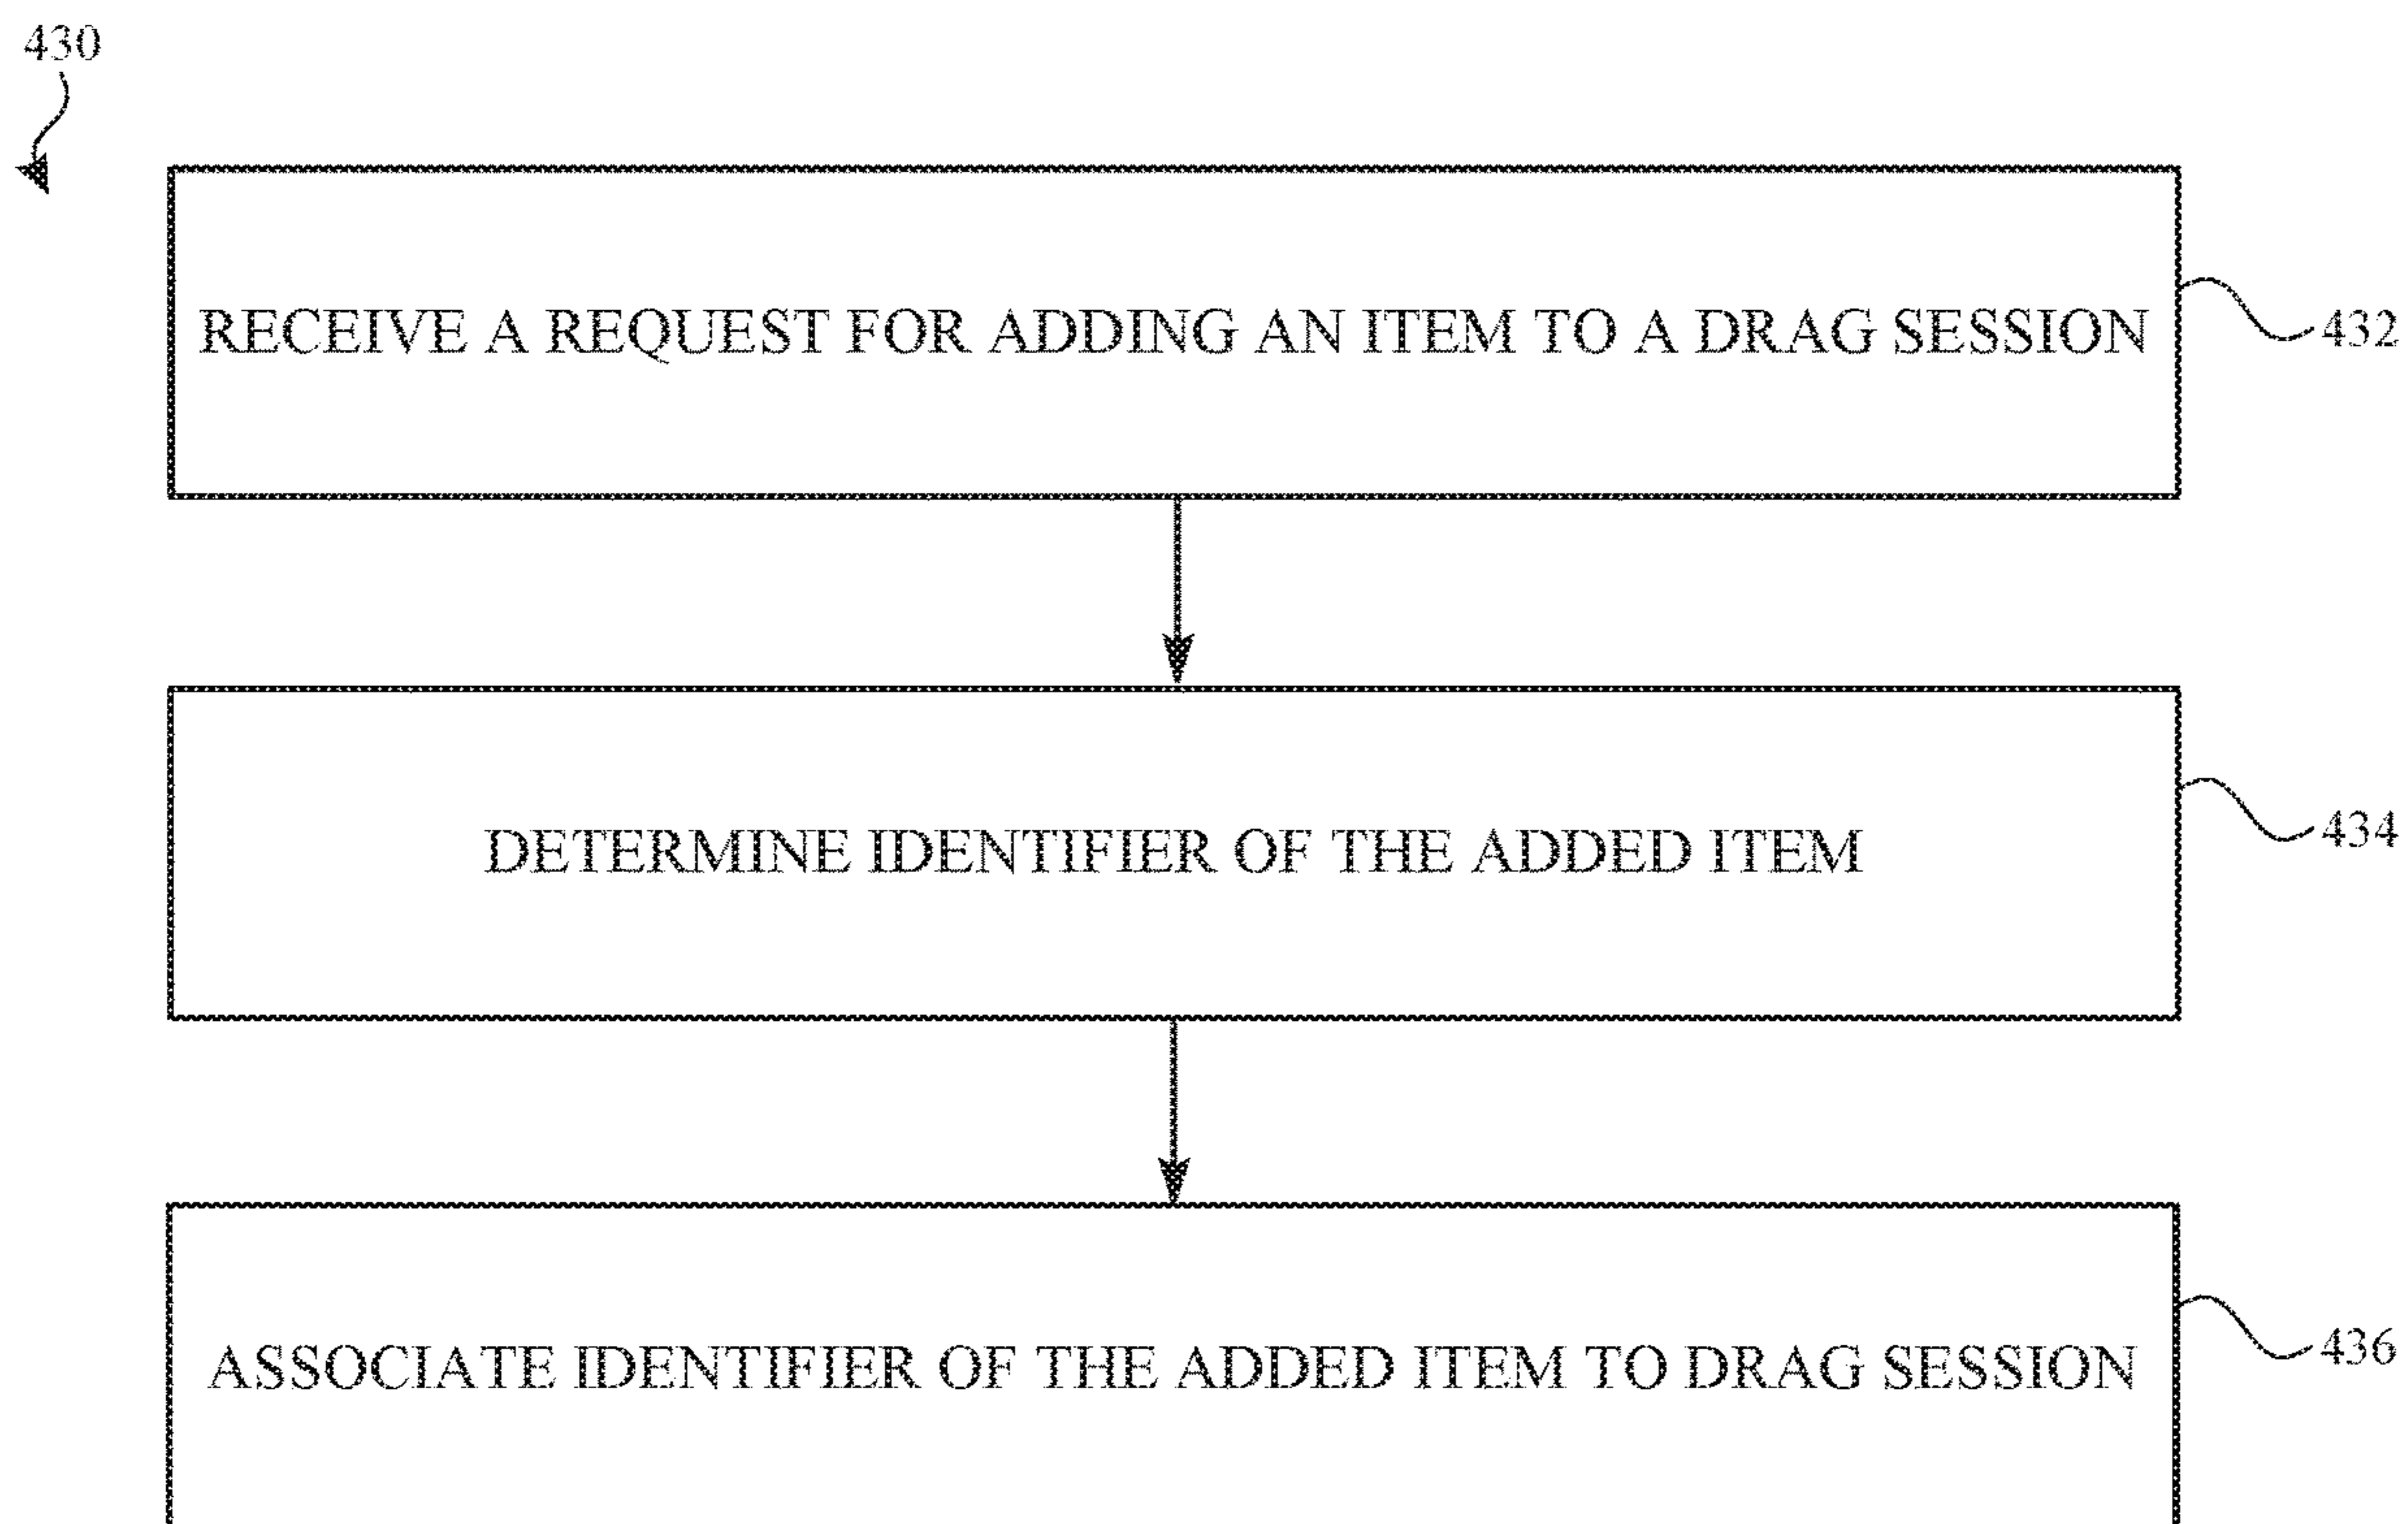 430
RECEIVE A REQUEST FOR ADDING AN ITEM TO A DRAG SESSION
432
DETERMINE IDENTIFIER OF THE ADDED ITEM
434
ASSOCIATE IDENTIFIER OF THE ADDED ITEM TO DRAG SESSION
436